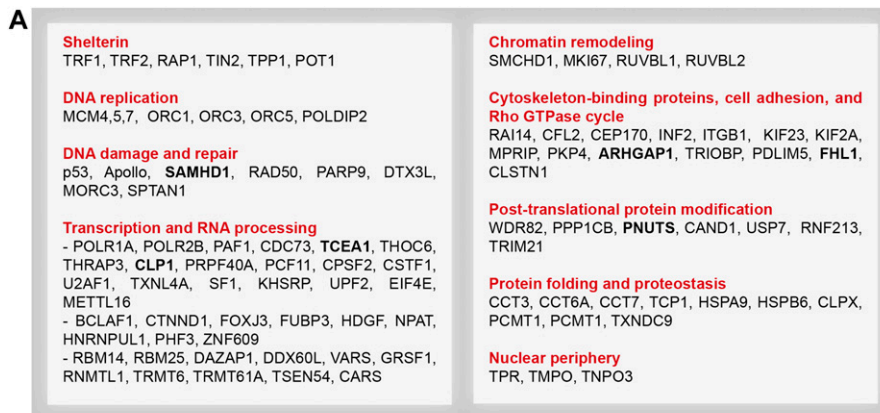 A
Shelterin
TRF1, TRF2, RAP1, TIN2, TPP1, POT1
DNA replication
MCM4,5,7, ORC1, ORC3, ORC5, POLDIP2
DNA damage and repair
p53, Apollo, SAMHD1, RAD50, PARP9, DTX3L,
MORC3, SPTAN1
Transcription and RNA processing
- POLR1A, POLR2B, PAF1, CDC73, TCEA1, THOC6,
THRAP3, CLP1, PRPF40A, PCF11, CPSF2, CSTF1,
U2AF1, TXNL4A, SF1, KHSRP, UPF2, EIF4E,
METTL16
- BCLAF1, CTNND1, FOXJ3, FUBP3, HDGF, NPAT,
HNRNPUL1, PHF3, ZNF609
- RBM14, RBM25, DAZAP1, DDX60L, VARS, GRSF1,
RNMTL1, TRMT6, TRMT61A, TSEN54, CARS
Chromatin remodeling
SMCHD1, MKI67, RUVBL1, RUVBL2
Cytoskeleton-binding proteins, cell adhesion, and
Rho GTPase cycle
RAI14, CFL2, CEP170, INF2, ITGB1, KIF23, KIF2A,
MPRIP, PKP4, ARHGAP1, TRIOBP, PDLIM5, FHL1,
CLSTN1
Post-translational protein modification
WDR82, PPP1CB, PNUTS, CAND1, USP7, RNF213,
TRIM21
Protein folding and proteostasis
CCT3, CCT6A, CCT7, TCP1, HSPA9, HSPB6, CLPX,
PCMT1, PCMT1, TXNDC9
Nuclear periphery
TPR, TMPO, TNPO3